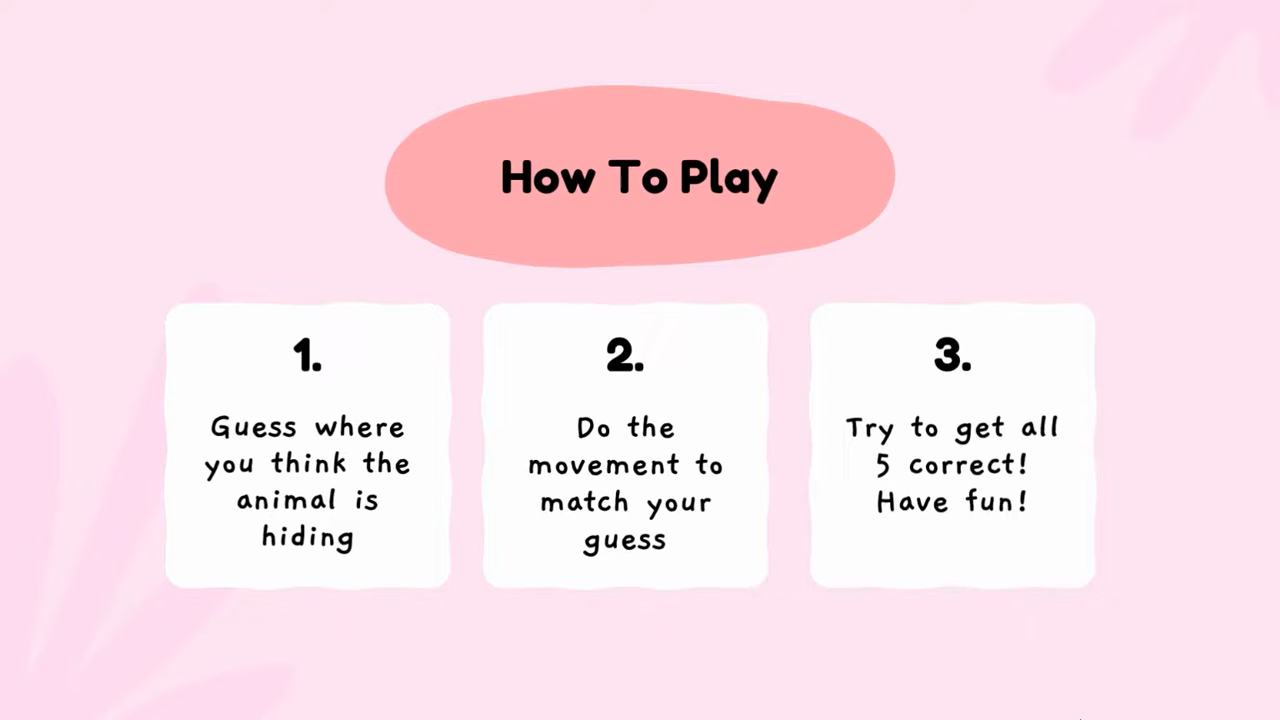 How To Play
1.
Guess where
you think the
animal is
hiding
2.
Do the
movement to
match your
guess
3.
Try to get all
5 correct!
Have fun!